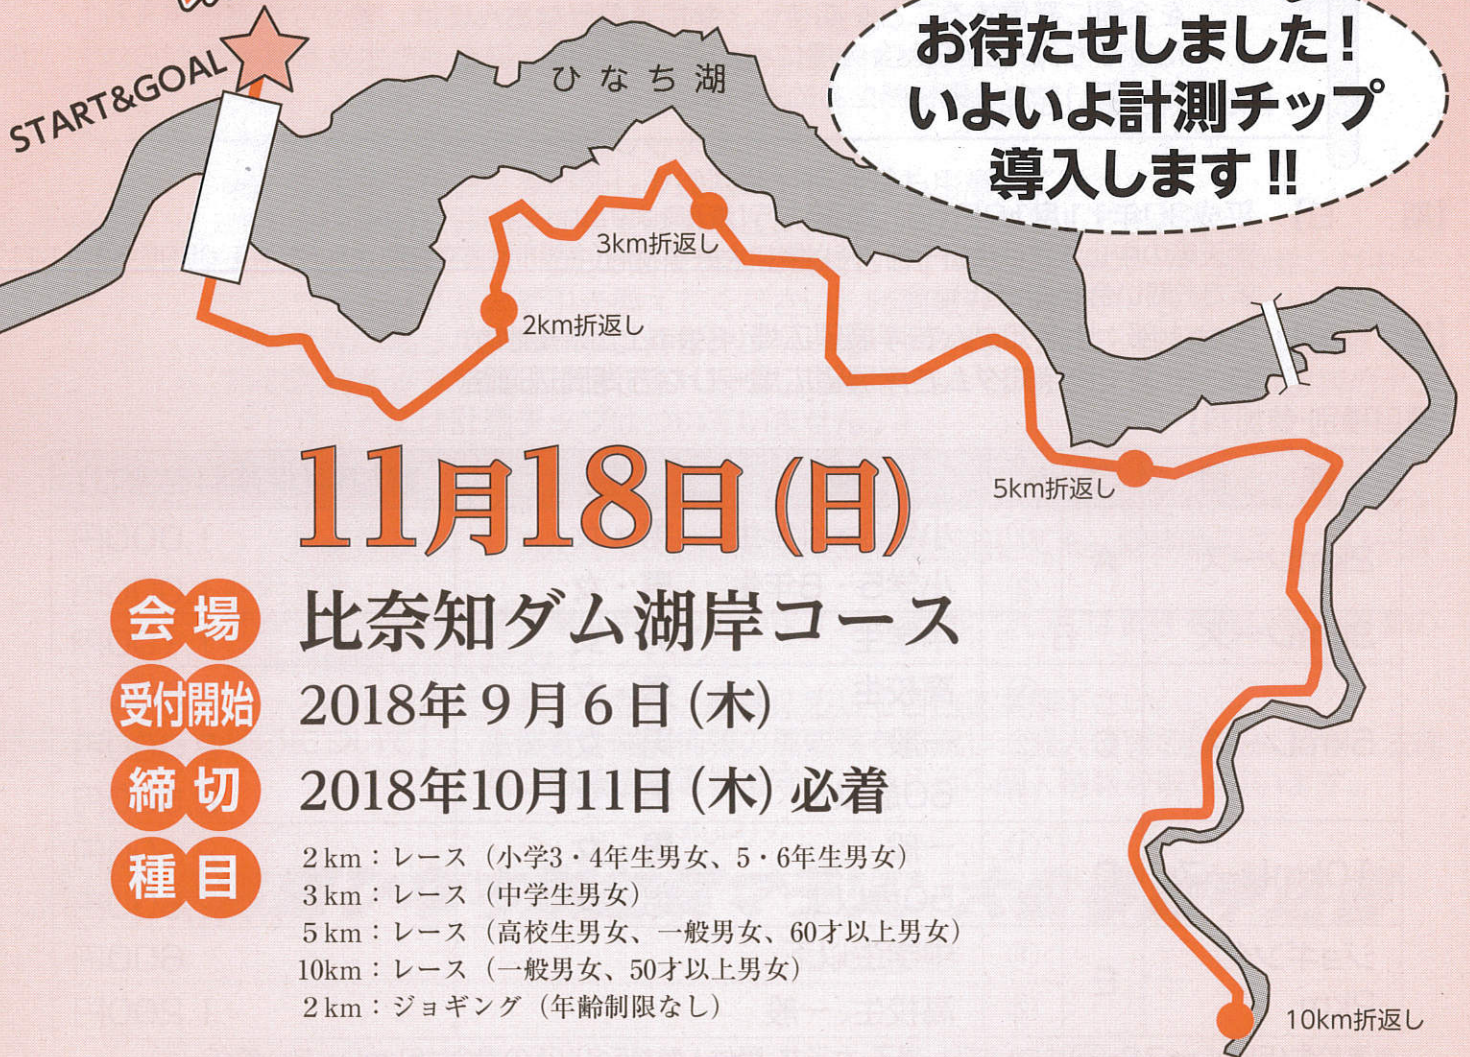 お待たせしました!
いよいよ計測チップ
導入します!!
START&GOAL
ひなち湖
3km折返し
2km折返し
5km折返し
11月18日(日)
会場 比奈知ダム湖岸コース
受付開始 2018年9月6日(木)
締切 2018年10月11日(木)必着
種目 2km:レース(小学3・4年生男女、5・6年生男女)
3km:レース(中学生男女)
5km:レース(高校生男女、一般男女、60才以上男女)
10km:レース(一般男女、50才以上男女)
2km:ジョギング(年齢制限なし)
10km折返し